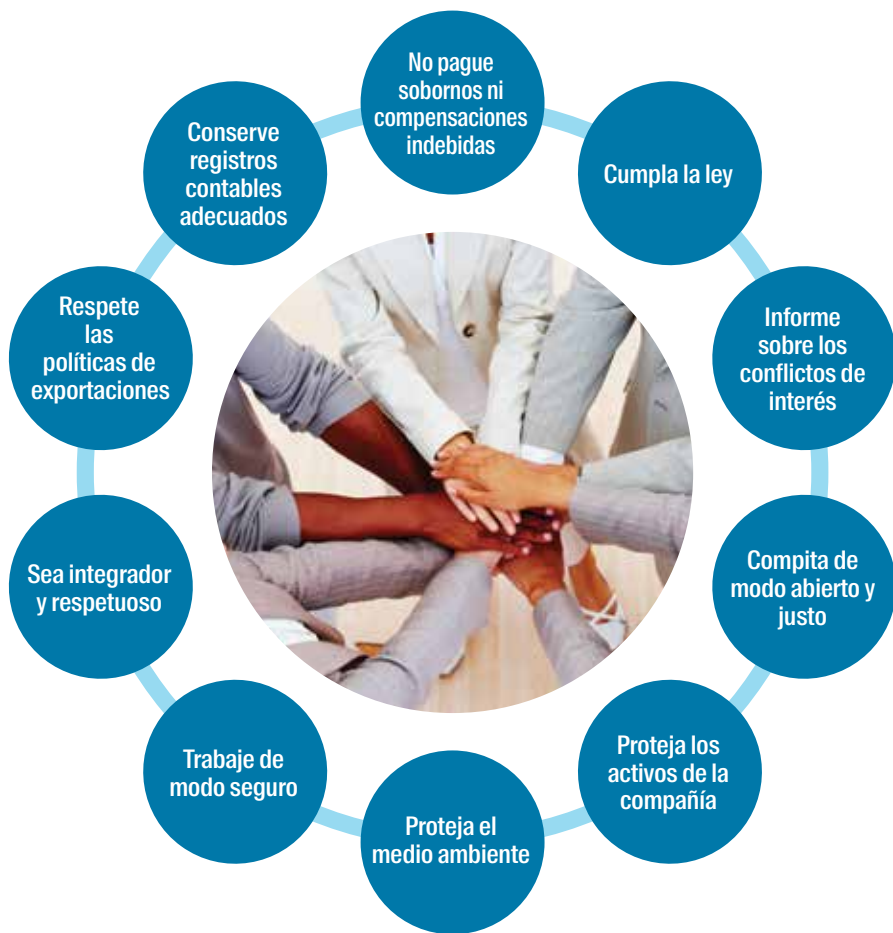 No pague
sobornos ni
compensaciones
indebidas
Cumpla la ley
Informe
sobre los
conflictos de
interés
Compita de
modo abierto y
justo
Proteja los
activos de la
compañía
Proteja el
medio ambiente
Trabaje de
modo seguro
Sea integrador
y respetuoso
Respete
las
políticas de
exportaciones
Conserve
registros
contables
adecuados